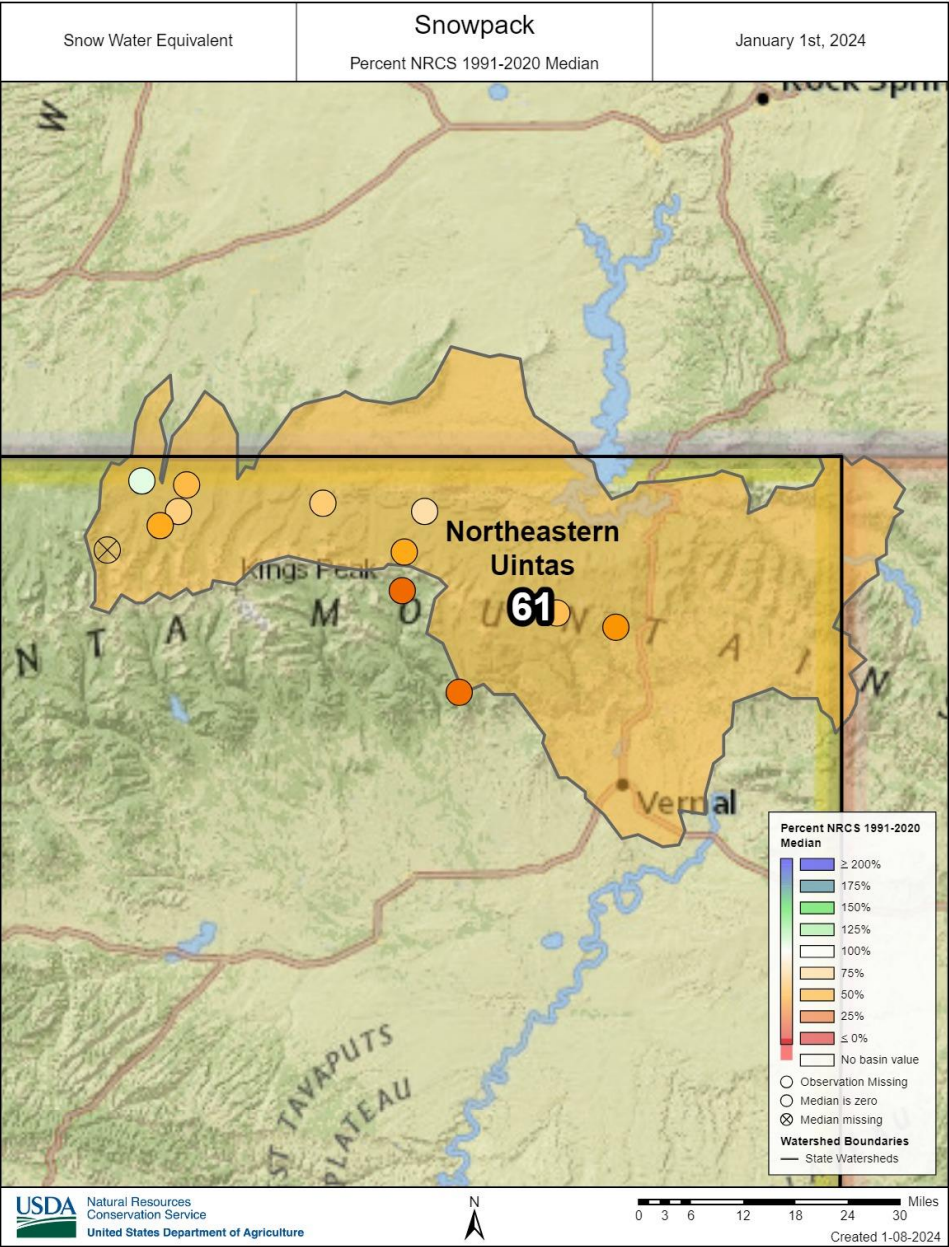 Snow Water Equivalent
Snowpack
Percent NRCS 1991-2020 Median
January 1st, 2024
W
Rock Sprin
Northeastern
Uintas
61
Kings Peak
N T A M O U N T A I N
Vernal
ST TAVAPUTS
PLATEAU
Percent NRCS 1991-2020
Median
≥ 200%
175%
150%
125%
100%
75%
50%
25%
≤ 0%
No basin value
Observation Missing
Median is zero
Median missing
Watershed Boundaries
State Watersheds
USDA
Natural Resources
Conservation Service
United States Department of Agriculture
N
Miles
0 3 6 12 18 24 30
Created 1-08-2024